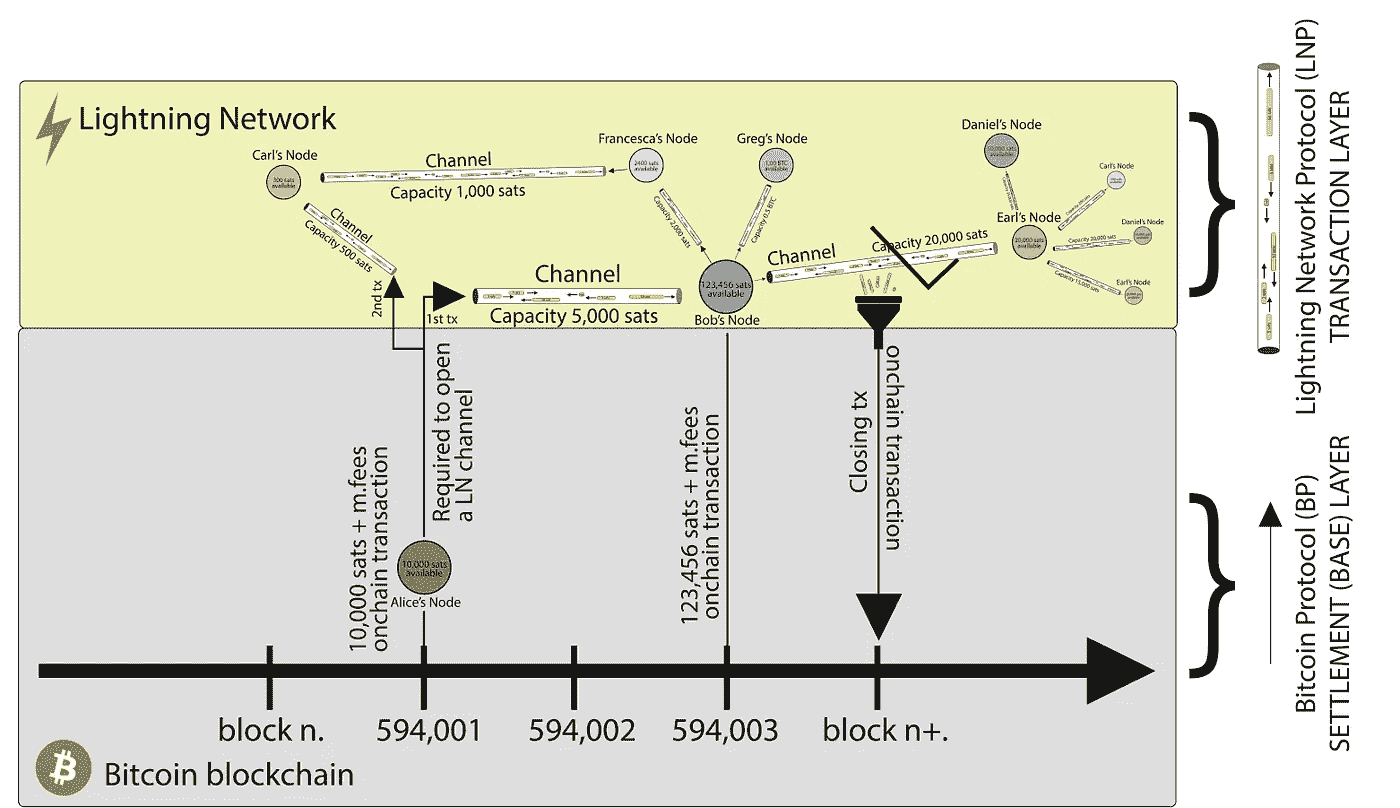 Lightning Network
Carl's Node
300 sats
available
Channel
Capacity 1,000 sats
Francesca's Node
2400 sats
available
Greg's Node
1,00 BTC
available
Daniel's Node
available
Carl's Node
Daniel's Node
Earl's Node
Earl's Node
20,000 sats
available
Capacity 20,000 sats
Channel
Capacity 500 sats
Capacity 2,000 sats
Capacity 0.5 BTC
Channel
Capacity 20,000 sats
2nd tx
1st tx
Channel
Capacity 5,000 sats
123,456 sats
available
Bob's Node
Required to open
a LN channel
10,000 sats + m.fees
onchain transaction
10,000 sats
available
Alice's Node
123,456 sats + m.fees
onchain transaction
Closing tx
onchain transaction
block n.
594,001
594,002
594,003
block n+.
Bitcoin blockchain
Lightning Network Protocol (LNP)
TRANSACTION LAYER
Bitcoin Protocol (BP)
SETTLEMENT (BASE) LAYER